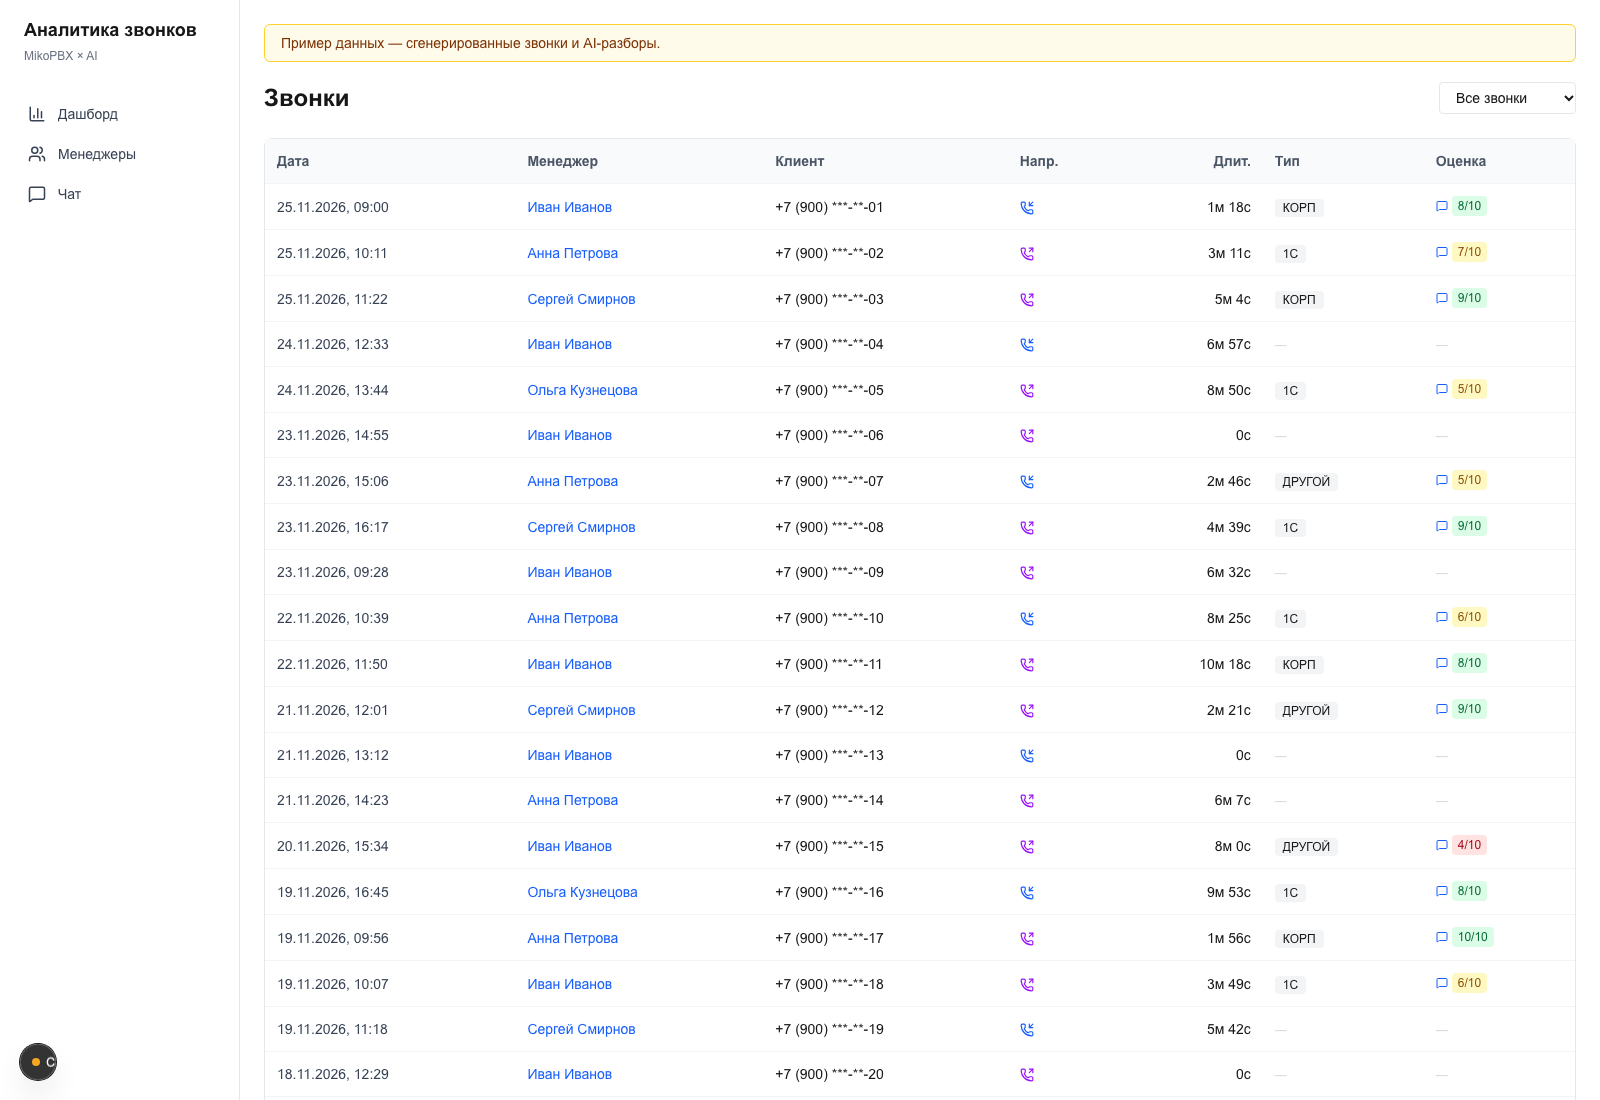 Аналитика звонков
MikoPBX × AI
Дашборд
Менеджеры
Чат
Пример данных — сгенерированные звонки и AI-разборы.
Звонки
Все звонки
Дата Менеджер Клиент Напр. Длит. Тип Оценка
25.11.2026, 09:00 Иван Иванов +7 (900) ***-**-01 1м 18с КОРП 8/10
25.11.2026, 10:11 Анна Петрова +7 (900) ***-**-02 3м 11с 1С 7/10
25.11.2026, 11:22 Сергей Смирнов +7 (900) ***-**-03 5м 4с КОРП 9/10
24.11.2026, 12:33 Иван Иванов +7 (900) ***-**-04 6м 57с — —
24.11.2026, 13:44 Ольга Кузнецова +7 (900) ***-**-05 8м 50с 1С 5/10
23.11.2026, 14:55 Иван Иванов +7 (900) ***-**-06 0с — —
23.11.2026, 15:06 Анна Петрова +7 (900) ***-**-07 2м 46с ДРУГОЙ 5/10
23.11.2026, 16:17 Сергей Смирнов +7 (900) ***-**-08 4м 39с 1С 9/10
23.11.2026, 09:28 Иван Иванов +7 (900) ***-**-09 6м 32с — —
22.11.2026, 10:39 Анна Петрова +7 (900) ***-**-10 8м 25с 1С 6/10
22.11.2026, 11:50 Иван Иванов +7 (900) ***-**-11 10м 18с КОРП 8/10
21.11.2026, 12:01 Сергей Смирнов +7 (900) ***-**-12 2м 21с ДРУГОЙ 9/10
21.11.2026, 13:12 Иван Иванов +7 (900) ***-**-13 0с — —
21.11.2026, 14:23 Анна Петрова +7 (900) ***-**-14 6м 7с — —
20.11.2026, 15:34 Иван Иванов +7 (900) ***-**-15 8м 0с ДРУГОЙ 4/10
19.11.2026, 16:45 Ольга Кузнецова +7 (900) ***-**-16 9м 53с 1С 8/10
19.11.2026, 09:56 Анна Петрова +7 (900) ***-**-17 1м 56с КОРП 10/10
19.11.2026, 10:07 Иван Иванов +7 (900) ***-**-18 3м 49с 1С 6/10
19.11.2026, 11:18 Сергей Смирнов +7 (900) ***-**-19 5м 42с — —
18.11.2026, 12:29 Иван Иванов +7 (900) ***-**-20 0с — —